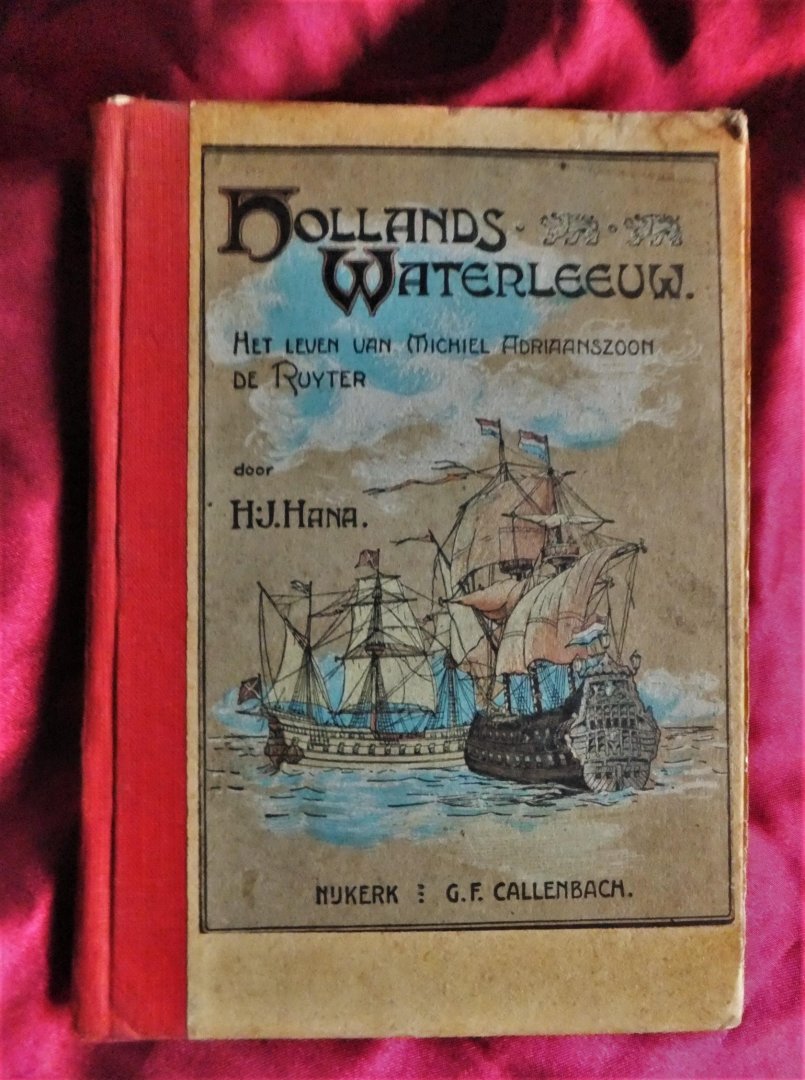 HOLLANDS
WATERLEEUW.
HET LEVEN VAN MICHIEL ADRIAANSZOON
DE RUYTER
door
H.J. HANA.
NIJKERK G. F. CALLENBACH.